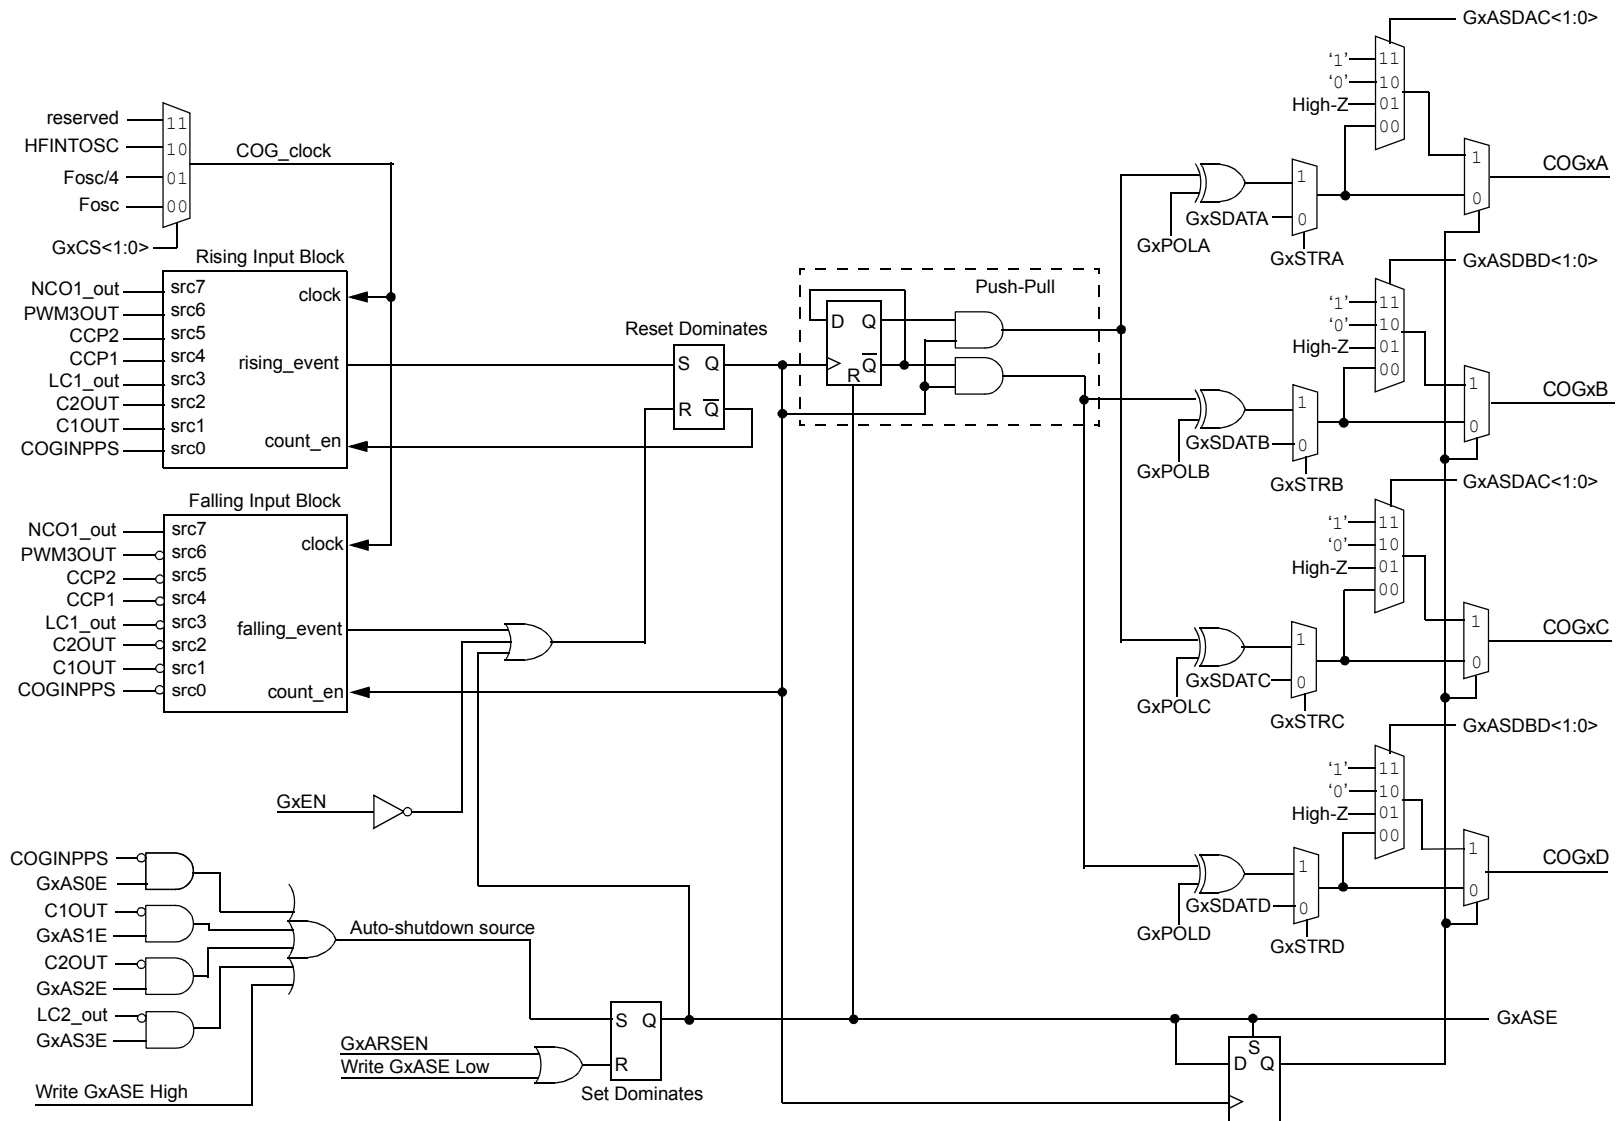 GxASDAC<1:0>
'1'
11
'0'
10
High-Z
01
00
1
COGxA
0
reserved
11
HFINTOSC
10
COG_clock
Fosc/4
01
Fosc
00
GxCS<1:0>
1
GxSDATA
0
GxPOLA
GxSTRA
Rising Input Block
NCO1_out
src7
clock
PWM3OUT
src6
CCP2
src5
CCP1
src4
rising_event
LC1_out
src3
C2OUT
src2
C1OUT
src1
count_en
COGINPPS
src0
Reset Dominates
S
Q
R
Q
Push-Pull
D
Q
Q
R
GxASDBD<1:0>
'1'
11
'0'
10
High-Z
01
00
1
COGxB
0
1
GxSDATB
0
GxPOLB
GxSTRB
Falling Input Block
NCO1_out
src7
clock
PWM3OUT
src6
CCP2
src5
CCP1
src4
LC1_out
src3
falling_event
C2OUT
src2
C1OUT
src1
COGINPPS
src0
count_en
GxASDAC<1:0>
'1'
11
'0'
10
High-Z
01
00
1
COGxC
0
1
GxSDATC
0
GxPOLC
GxSTRC
GxASDBD<1:0>
'1'
11
'0'
10
High-Z
01
00
1
COGxD
0
1
GxSDATD
0
GxPOLD
GxSTRD
GxEN
COGINPPS
GxAS0E
C1OUT
GxAS1E
C2OUT
GxAS2E
LC2_out
GxAS3E
Write GxASE High
Auto-shutdown source
GxARSEN
Write GxASE Low
S
Q
R
Set Dominates
GxASE
S
D
Q